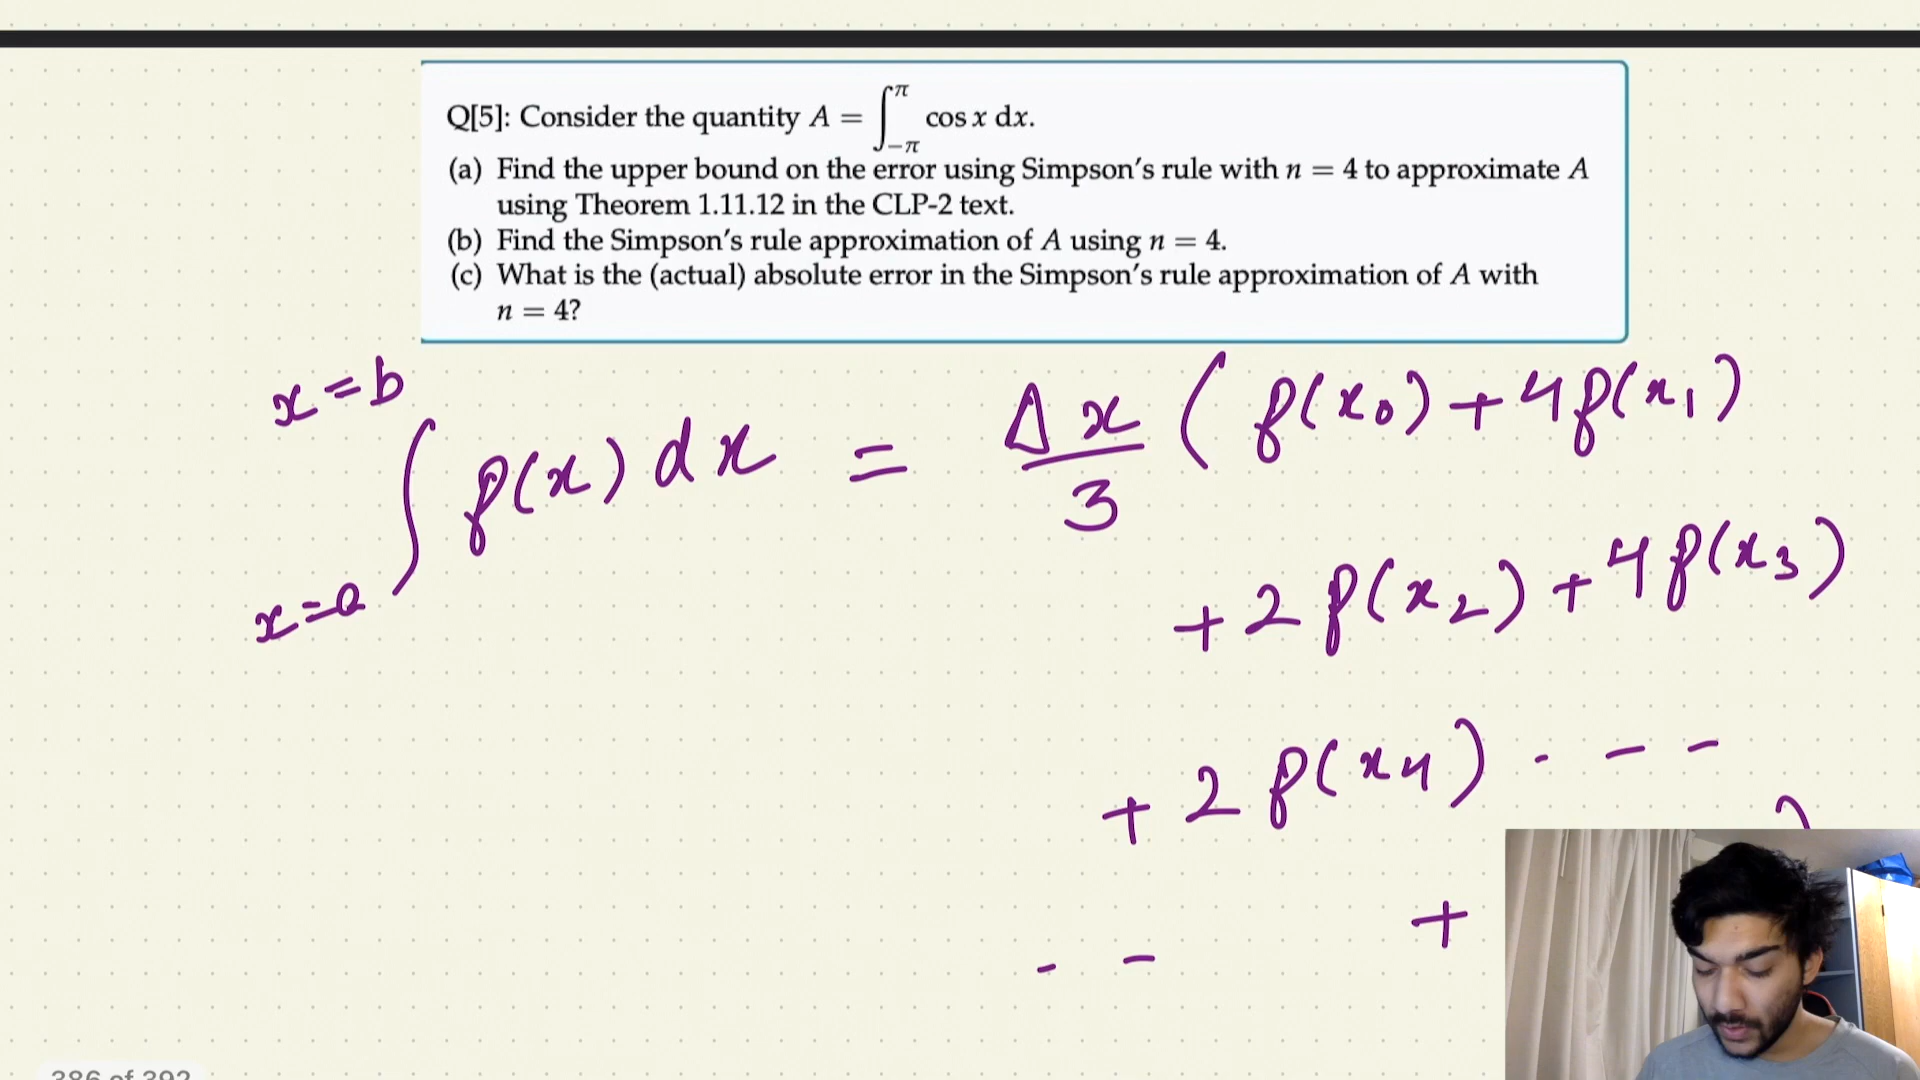 Q[5]: Consider the quantity A = ∫_{-π}^{π} cos x dx.
(a) Find the upper bound on the error using Simpson's rule with n = 4 to approximate A
using Theorem 1.11.12 in the CLP-2 text.
(b) Find the Simpson's rule approximation of A using n = 4.
(c) What is the (actual) absolute error in the Simpson's rule approximation of A with
n = 4?
x=b
∫ f(x) dx = Δx/3 ( f(x₀) + 4f(x₁)
x=a
+ 2f(x₂) + 4f(x₃)
+ 2f(x₄) . - -
. - +
386 of 392